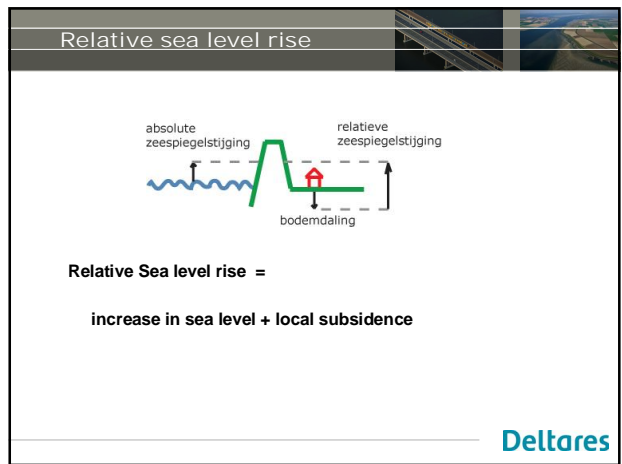 Relative sea level rise
absolute
zeespiegelstijging
relatieve
zeespiegelstijging
bodemdaling
Relative Sea level rise =
increase in sea level + local subsidence
Deltares